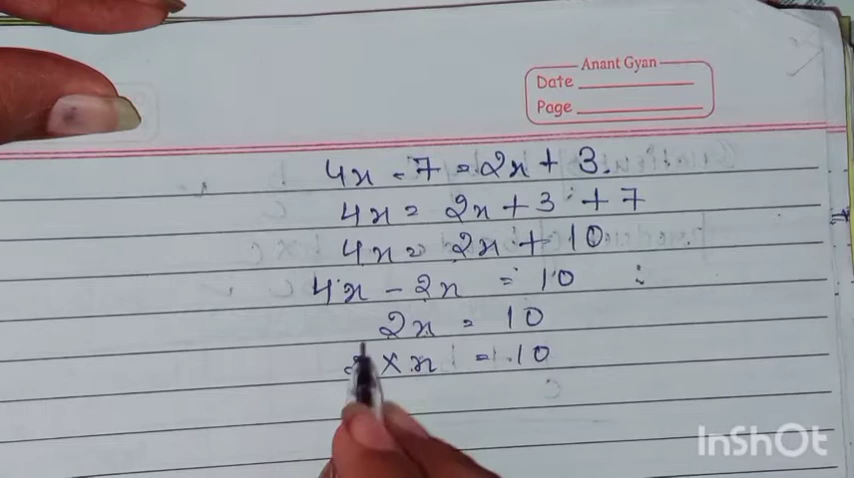 Anant Gyan
Date
Page
4x - 7 = 2x + 3.
4x = 2x + 3 + 7
4x = 2x + 10
4x - 2x = 10
2x = 10
2 × x = 10
InShOt